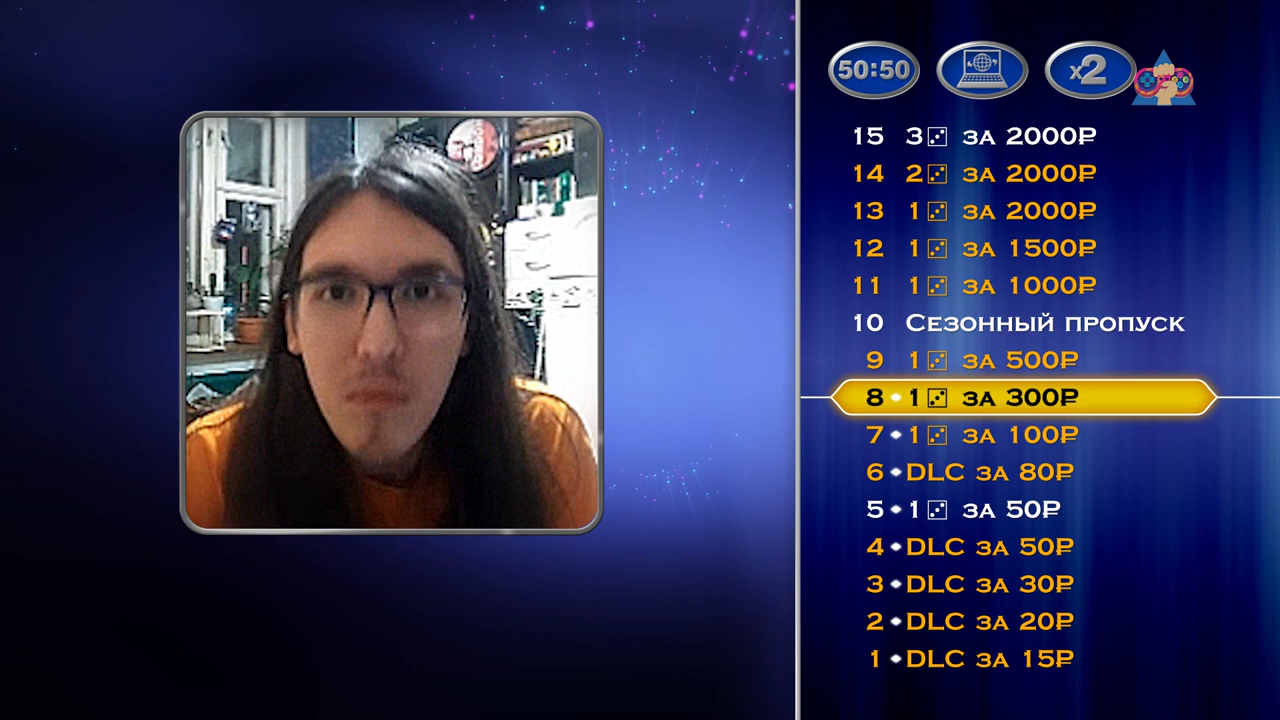 50:50
x2
15 3 за 2000₽
14 2 за 2000₽
13 1 за 2000₽
12 1 за 1500₽
11 1 за 1000₽
10 Сезонный пропуск
9 1 за 500₽
8 1 за 300₽
7 1 за 100₽
6 DLC за 80₽
5 1 за 50₽
4 DLC за 50₽
3 DLC за 30₽
2 DLC за 20₽
1 DLC за 15₽